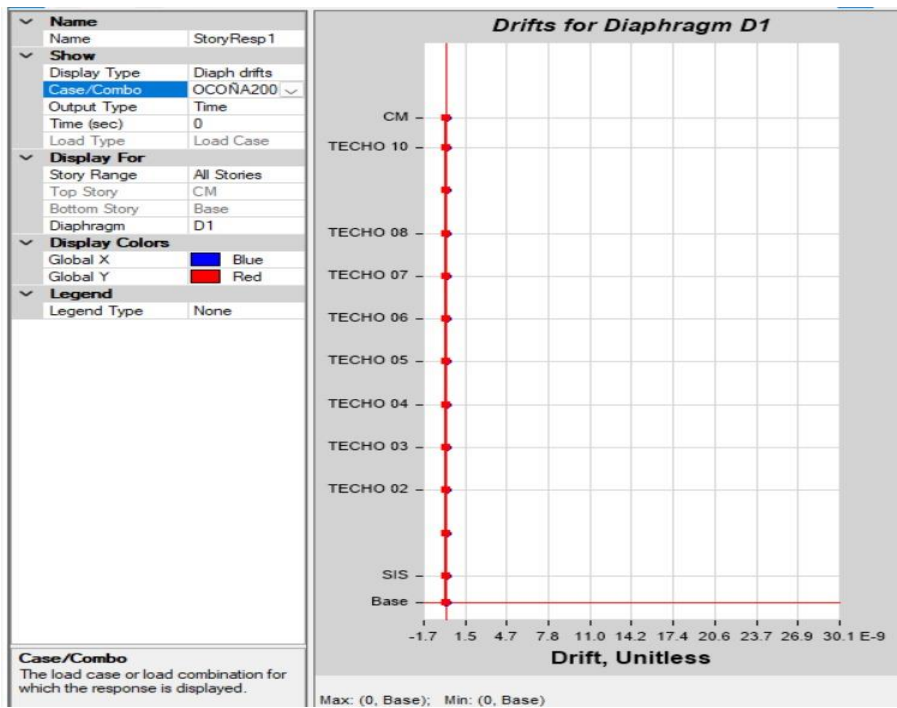 Name
Name StoryResp1
Show
Display Type Diaph drifts
Case/Combo OCOÑA200
Output Type Time
Time (sec) 0
Load Type Load Case
Display For
Story Range All Stories
Top Story CM
Bottom Story Base
Diaphragm D1
Display Colors
Global X Blue
Global Y Red
Legend
Legend Type None
Case/Combo
The load case or load combination for
which the response is displayed.
Drifts for Diaphragm D1
CM
TECHO 10
TECHO 08
TECHO 07
TECHO 06
TECHO 05
TECHO 04
TECHO 03
TECHO 02
SIS
Base
-1.7 1.5 4.7 7.8 11.0 14.2 17.4 20.6 23.7 26.9 30.1 E-9
Drift, Unitless
Max: (0, Base); Min: (0, Base)